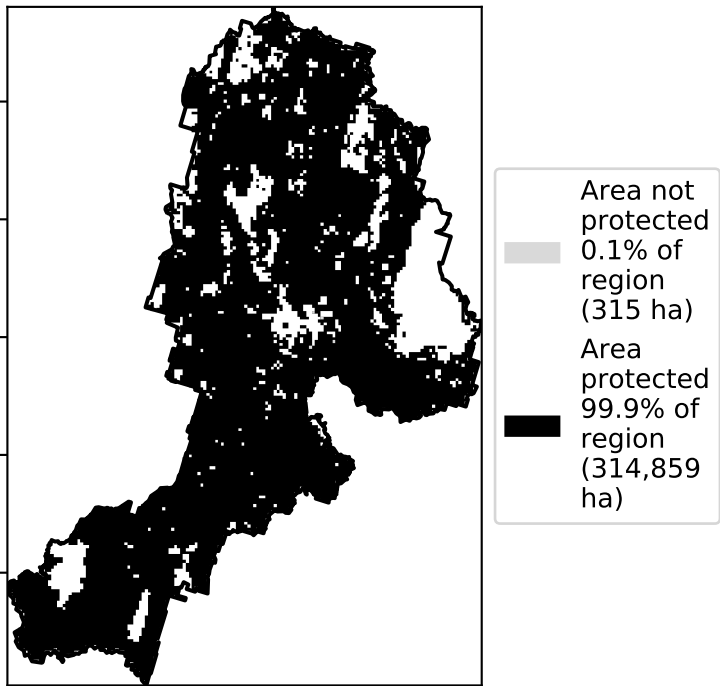 Area not
protected
0.1% of
region
(315 ha)
Area
protected
99.9% of
region
(314,859
ha)